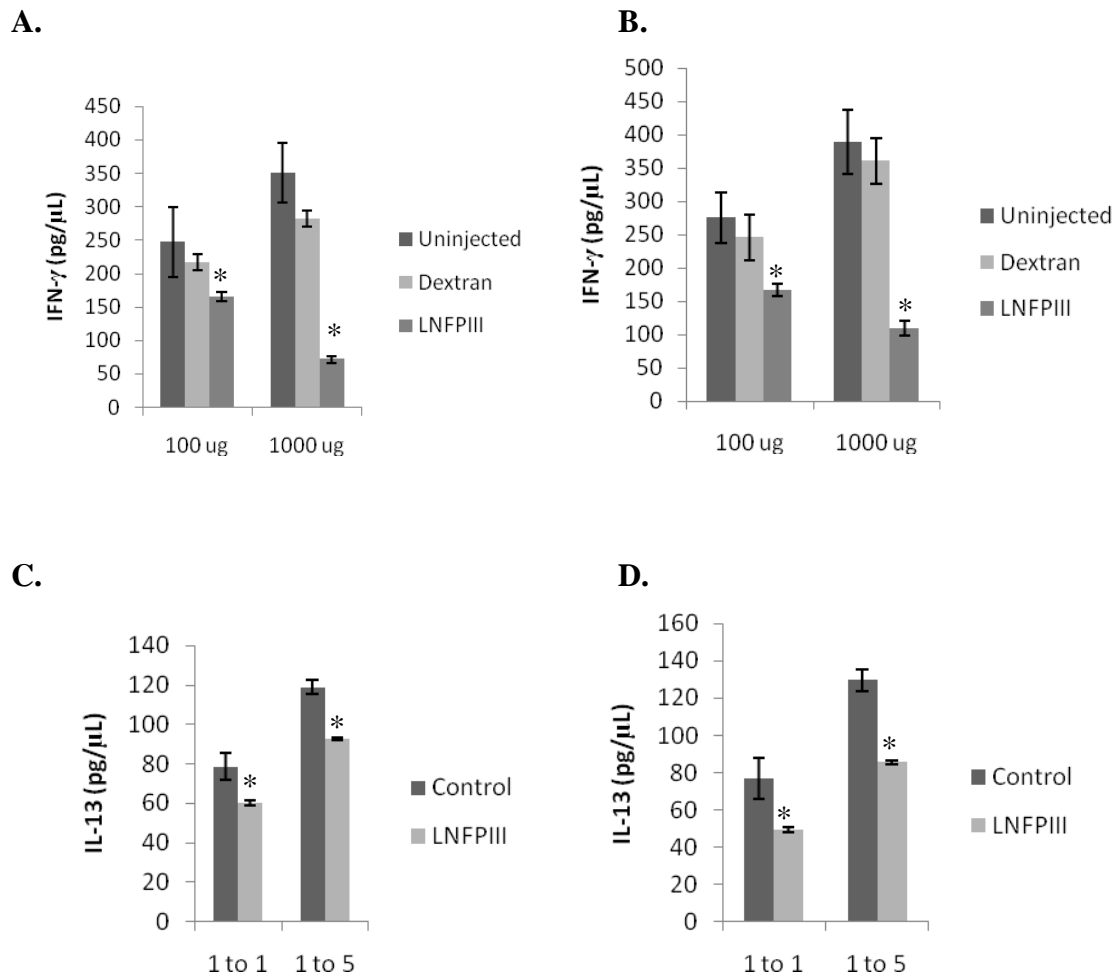 A.
B.
450
400
350
300
250
200
150
100
50
0
IFN-γ (pg/μL)
*
*
100 ug 1000 ug
Uninjected
Dextran
LNFPIII
500
450
400
350
300
250
200
150
100
50
0
IFN-γ (pg/μL)
*
*
100 ug 1000 ug
Uninjected
Dextran
LNFPIII
C.
D.
140
120
100
80
60
40
20
0
IL-13 (pg/μL)
*
*
1 to 1 1 to 5
Control
LNFPIII
160
140
120
100
80
60
40
20
0
IL-13 (pg/μL)
*
*
1 to 1 1 to 5
Control
LNFPIII